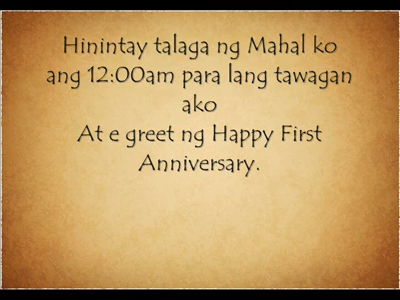 Hinintay talaga ng Mahal ko
ang 12:00am para lang tawagan
ako
At e greet ng Happy First
Anniversary.